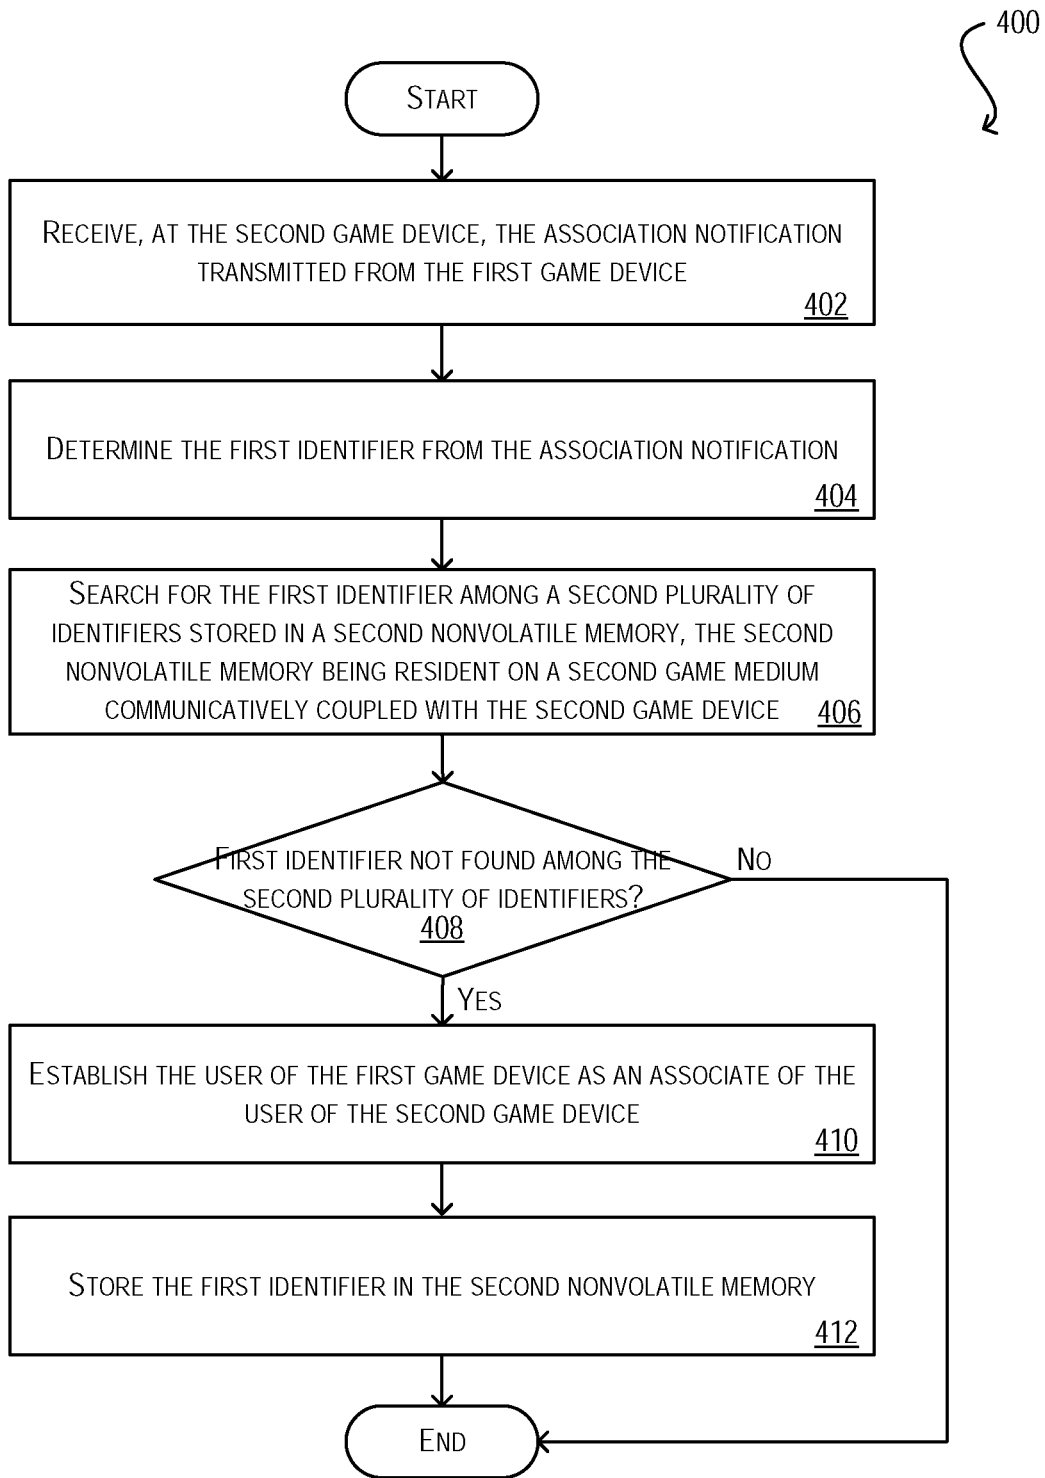 400
START
RECEIVE, AT THE SECOND GAME DEVICE, THE ASSOCIATION NOTIFICATION
TRANSMITTED FROM THE FIRST GAME DEVICE
402
DETERMINE THE FIRST IDENTIFIER FROM THE ASSOCIATION NOTIFICATION
404
SEARCH FOR THE FIRST IDENTIFIER AMONG A SECOND PLURALITY OF
IDENTIFIERS STORED IN A SECOND NONVOLATILE MEMORY, THE SECOND
NONVOLATILE MEMORY BEING RESIDENT ON A SECOND GAME MEDIUM
COMMUNICATIVELY COUPLED WITH THE SECOND GAME DEVICE
406
FIRST IDENTIFIER NOT FOUND AMONG THE
SECOND PLURALITY OF IDENTIFIERS?
408
NO
YES
ESTABLISH THE USER OF THE FIRST GAME DEVICE AS AN ASSOCIATE OF THE
USER OF THE SECOND GAME DEVICE
410
STORE THE FIRST IDENTIFIER IN THE SECOND NONVOLATILE MEMORY
412
END